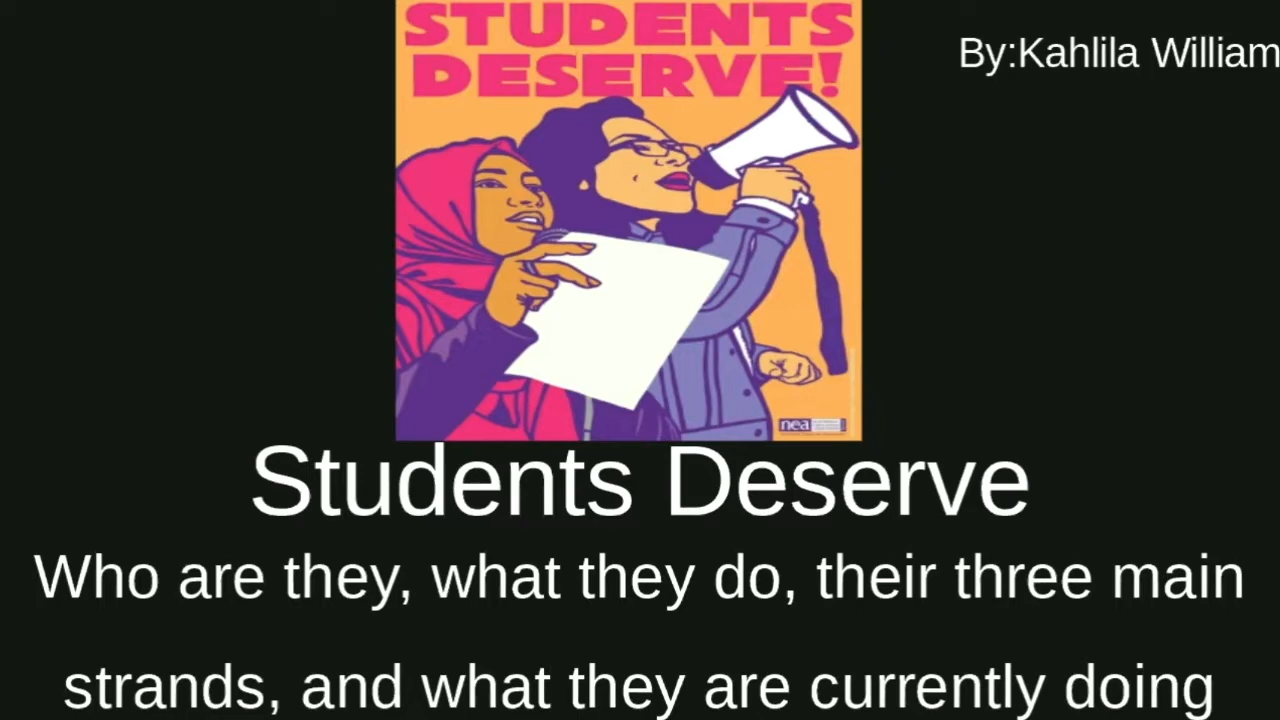 STUDENTS
DESERVE!
By:Kahlila William
nea
Students Deserve
Who are they, what they do, their three main
strands, and what they are currently doing